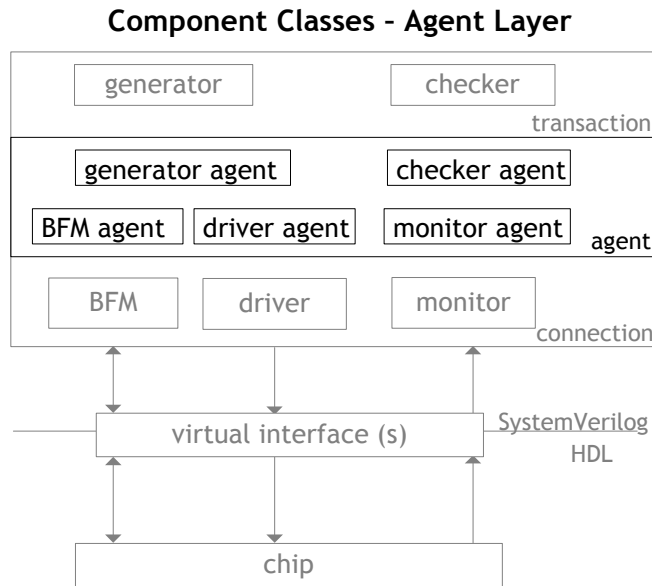 Component Classes – Agent Layer
generator checker
transaction
generator agent checker agent
BFM agent driver agent monitor agent
agent
BFM driver monitor
connection
virtual interface (s) SystemVerilog
HDL
chip